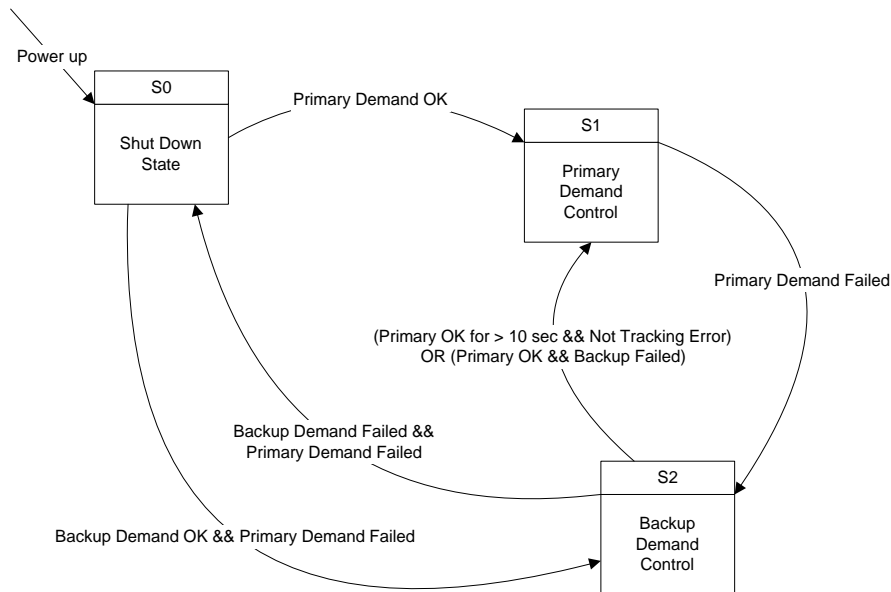 Power up
S0
Shut Down
State
Primary Demand OK
S1
Primary
Demand
Control
Primary Demand Failed
(Primary OK for > 10 sec && Not Tracking Error)
OR (Primary OK && Backup Failed)
Backup Demand Failed &&
Primary Demand Failed
S2
Backup
Demand
Control
Backup Demand OK && Primary Demand Failed